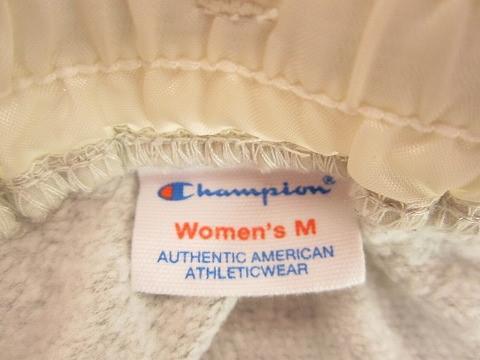 Champion®
Women's M
AUTHENTIC AMERICAN
ATHLETICWEAR